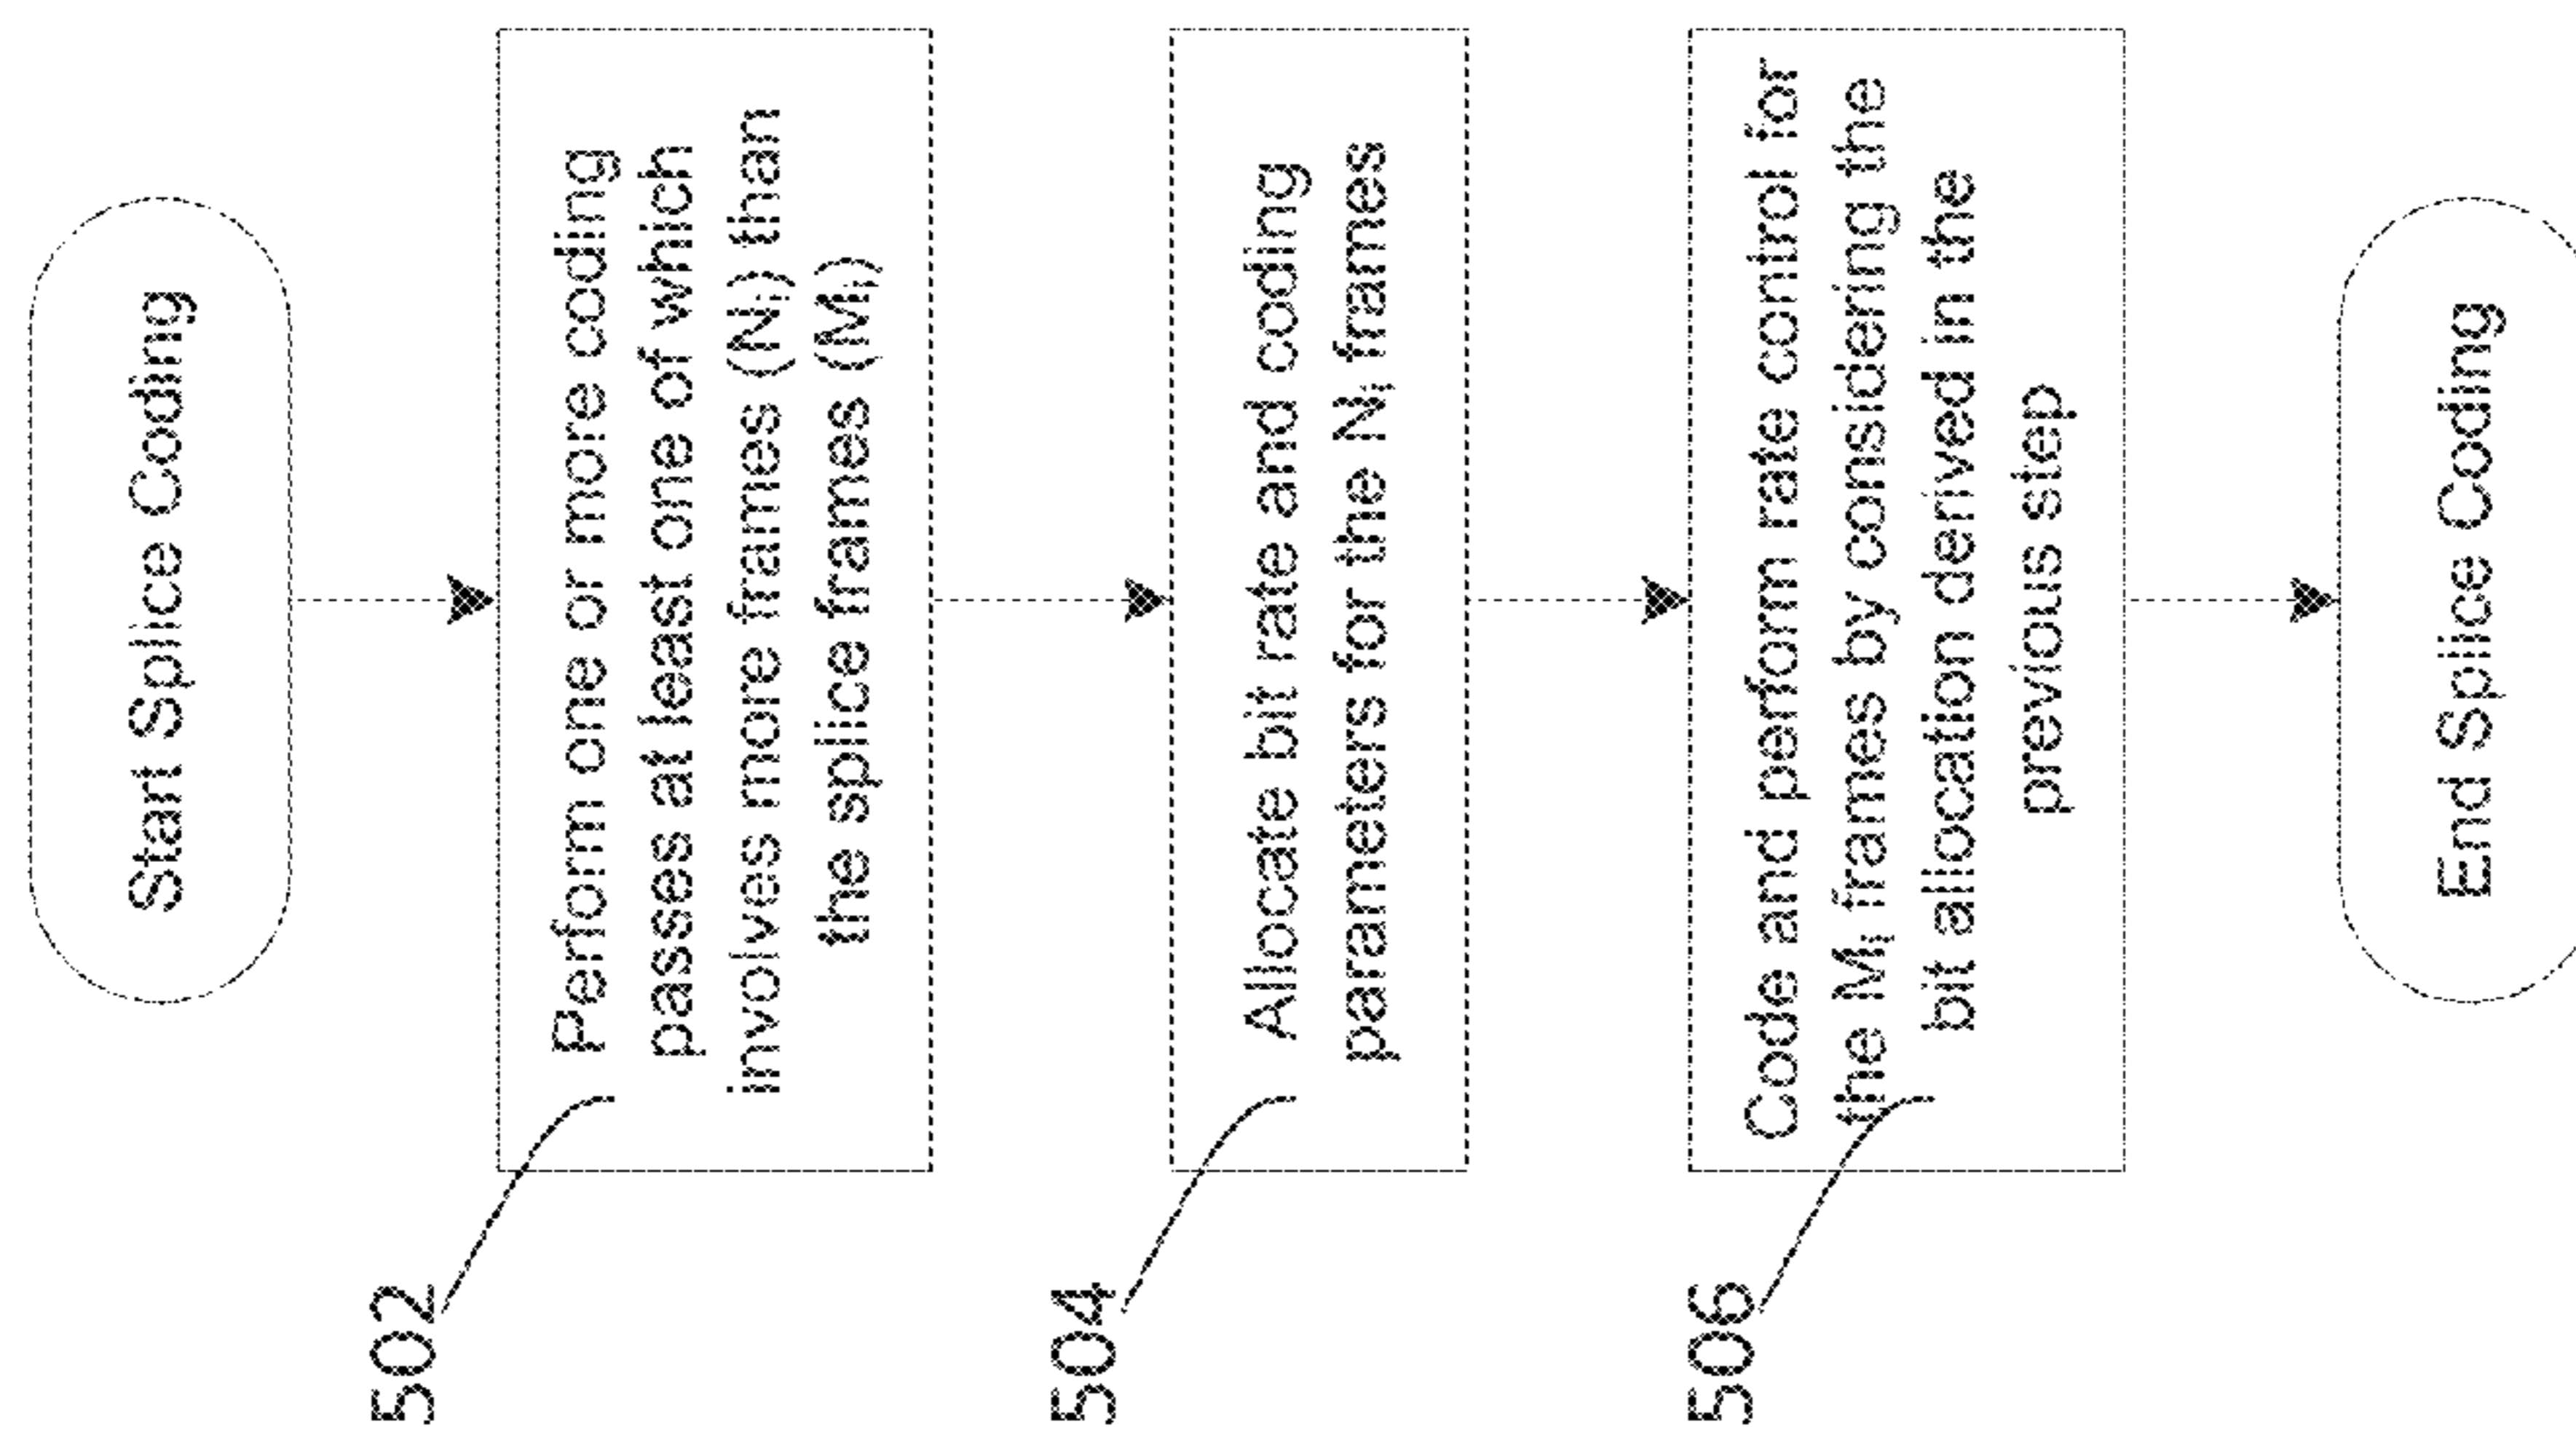 Start Splice Coding
502
Perform one or more coding
passes at least one of which
involves more frames (Nᵢ) than
the splice frames (Mᵢ)
504
Allocate bit rate and coding
parameters for the Nᵢ frames
506
Code and perform rate control for
the Mᵢ frames by considering the
bit allocation derived in the
previous step
End Splice Coding